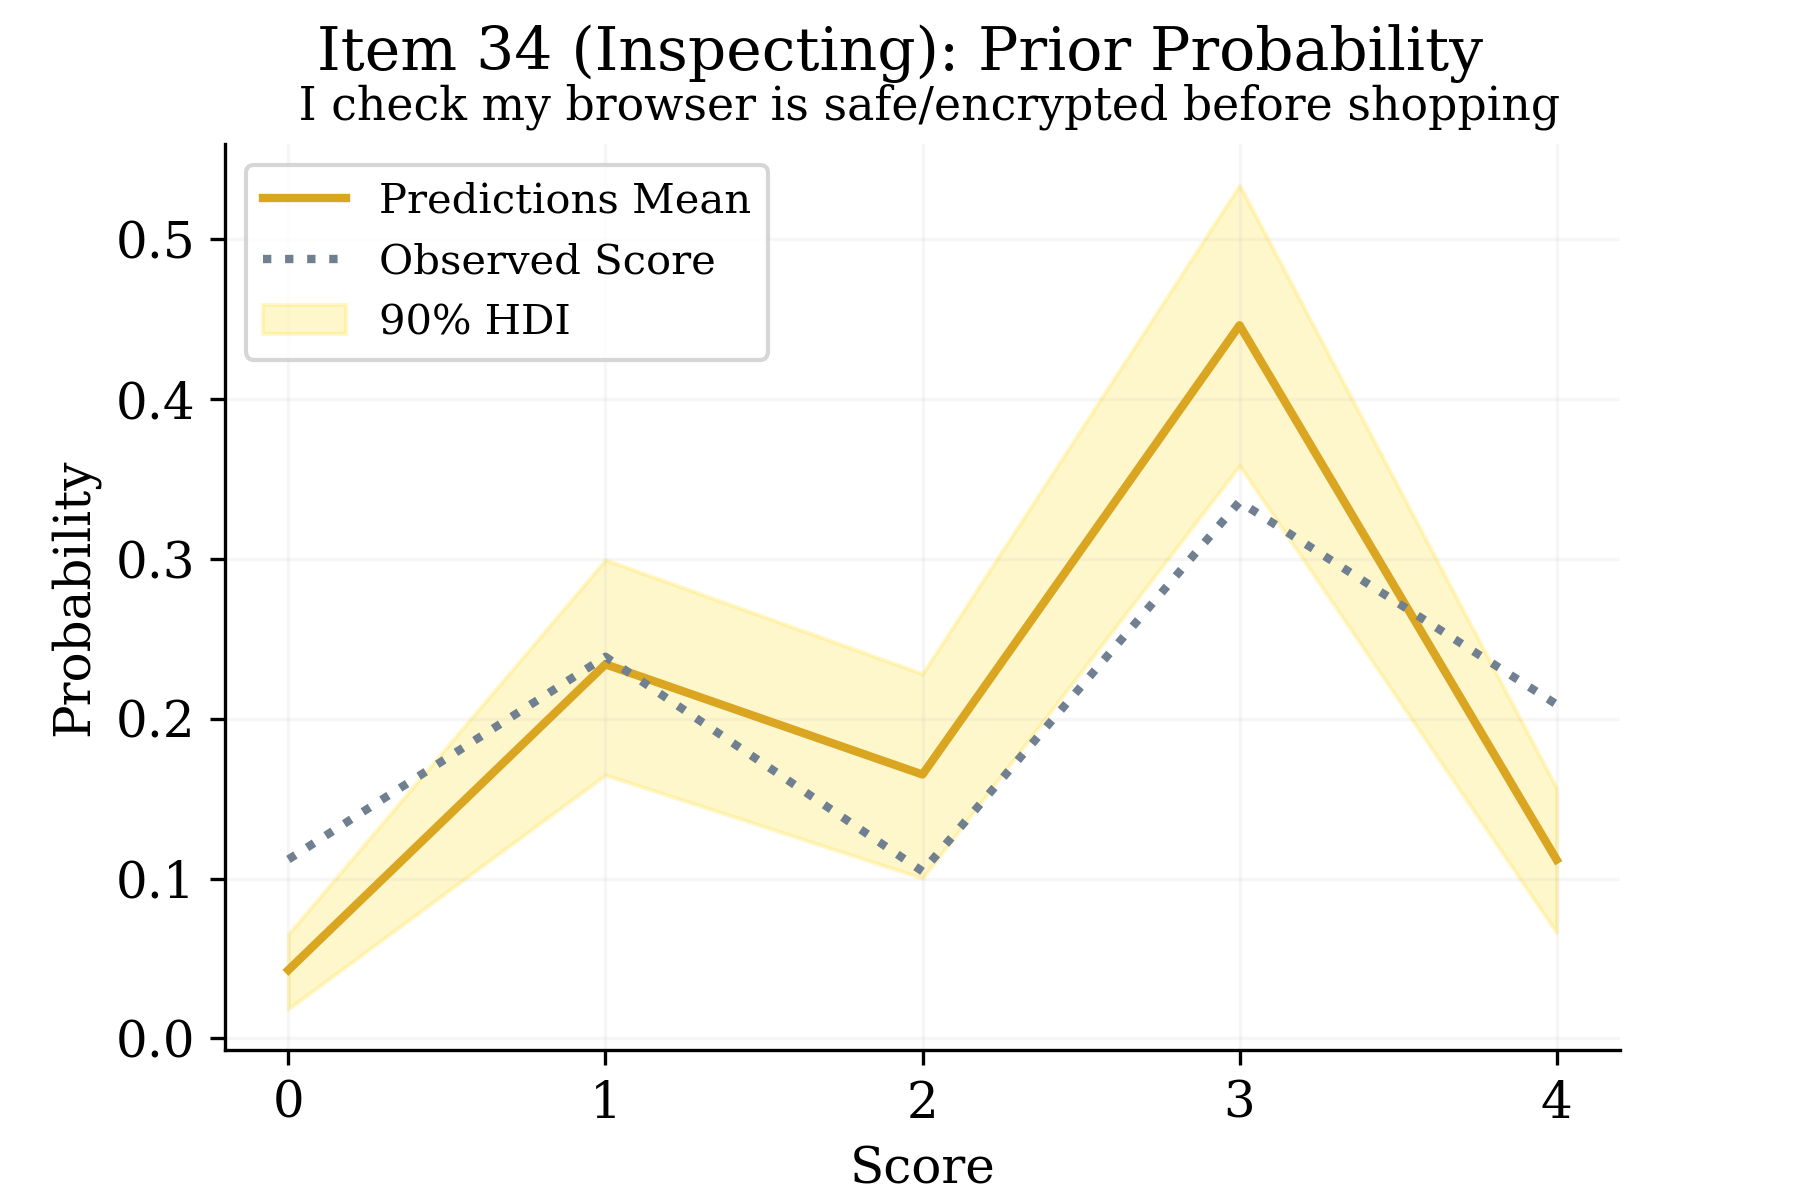 Item 34 (Inspecting): Prior Probability
I check my browser is safe/encrypted before shopping
Predictions Mean
Observed Score
90% HDI
Probability
0.5
0.4
0.3
0.2
0.1
0.0
0 1 2 3 4
Score